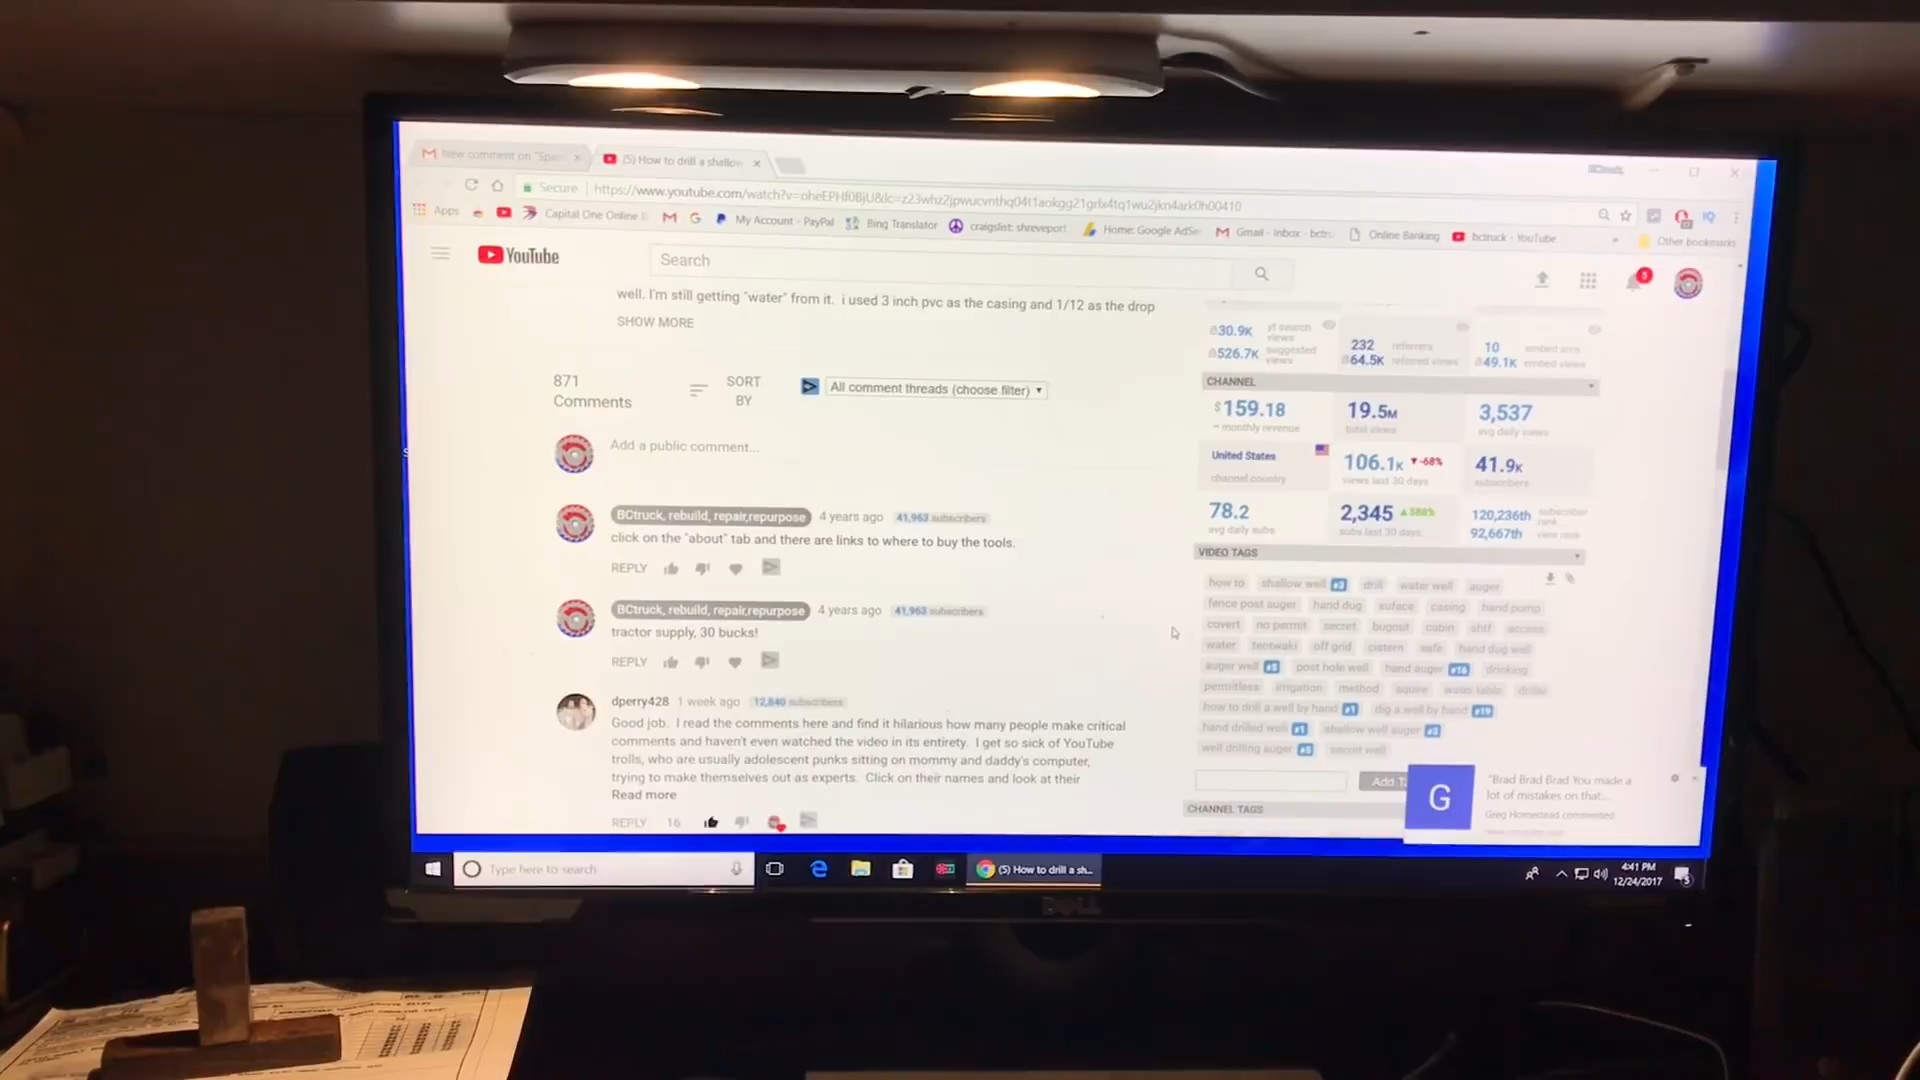 New comment on "Span
(5) How to drill a shallow
Secure
https://www.youtube.com/watch?v=oheEPHf0BjU&lc=z23whz2jpwucvnthq04t1aokgg21grlx4tq1wu2jkn4ark0h00410
Apps
Capital One Online B
My Account - PayPal
Bing Translator
craigslist: shreveport
Home: Google AdSe
Gmail - Inbox - bctr
Online Banking
bctruck - YouTube
Other bookmarks
YouTube
Search
5
well. I'm still getting "water" from it. i used 3 inch pvc as the casing and 1/12 as the drop
SHOW MORE
871
Comments
SORT
BY
All comment threads (choose filter)
Add a public comment...
BCtruck, rebuild, repair,repurpose 4 years ago 41,963 subscribers
click on the "about" tab and there are links to where to buy the tools.
REPLY
BCtruck, rebuild, repair,repurpose 4 years ago 41,963 subscribers
tractor supply, 30 bucks!
REPLY
dperry428 1 week ago 12,840 subscribers
Good job. I read the comments here and find it hilarious how many people make critical
comments and haven't even watched the video in its entirety. I get so sick of YouTube
trolls, who are usually adolescent punks sitting on mommy and daddy's computer,
trying to make themselves out as experts. Click on their names and look at their
Read more
REPLY 16
30.9K yt search views
526.7K suggested views
232 referrers
64.5K referred views
10
49.1K embed views
CHANNEL
$159.18
~ monthly revenue
19.5M
total views
3,537
avg daily views
United States
channel country
106.1K -68%
views last 30 days
41.9K
subscribers
78.2
avg daily subs
2,345 588%
subs last 30 days
120,236th subscriber rank
92,667th view rank
VIDEO TAGS
how to shallow well #3 drill water well auger
fence post auger hand dug suface casing hand pump
covert no permit secret bugout cabin shtf access
water teotwaki off grid cistern safe hand dug well
auger well #5 post hole well hand auger #16 drinking
permitless irrigation method squire water table driller
how to drill a well by hand #1 dig a well by hand #19
hand drilled well #1 shallow well auger #3
well drilling auger #5 secret well
Add T
CHANNEL TAGS
G
"Brad Brad Brad You made a
lot of mistakes on that...
Greg Homestead commented
Type here to search
(5) How to drill a sh...
4:41 PM
12/24/2017
DELL